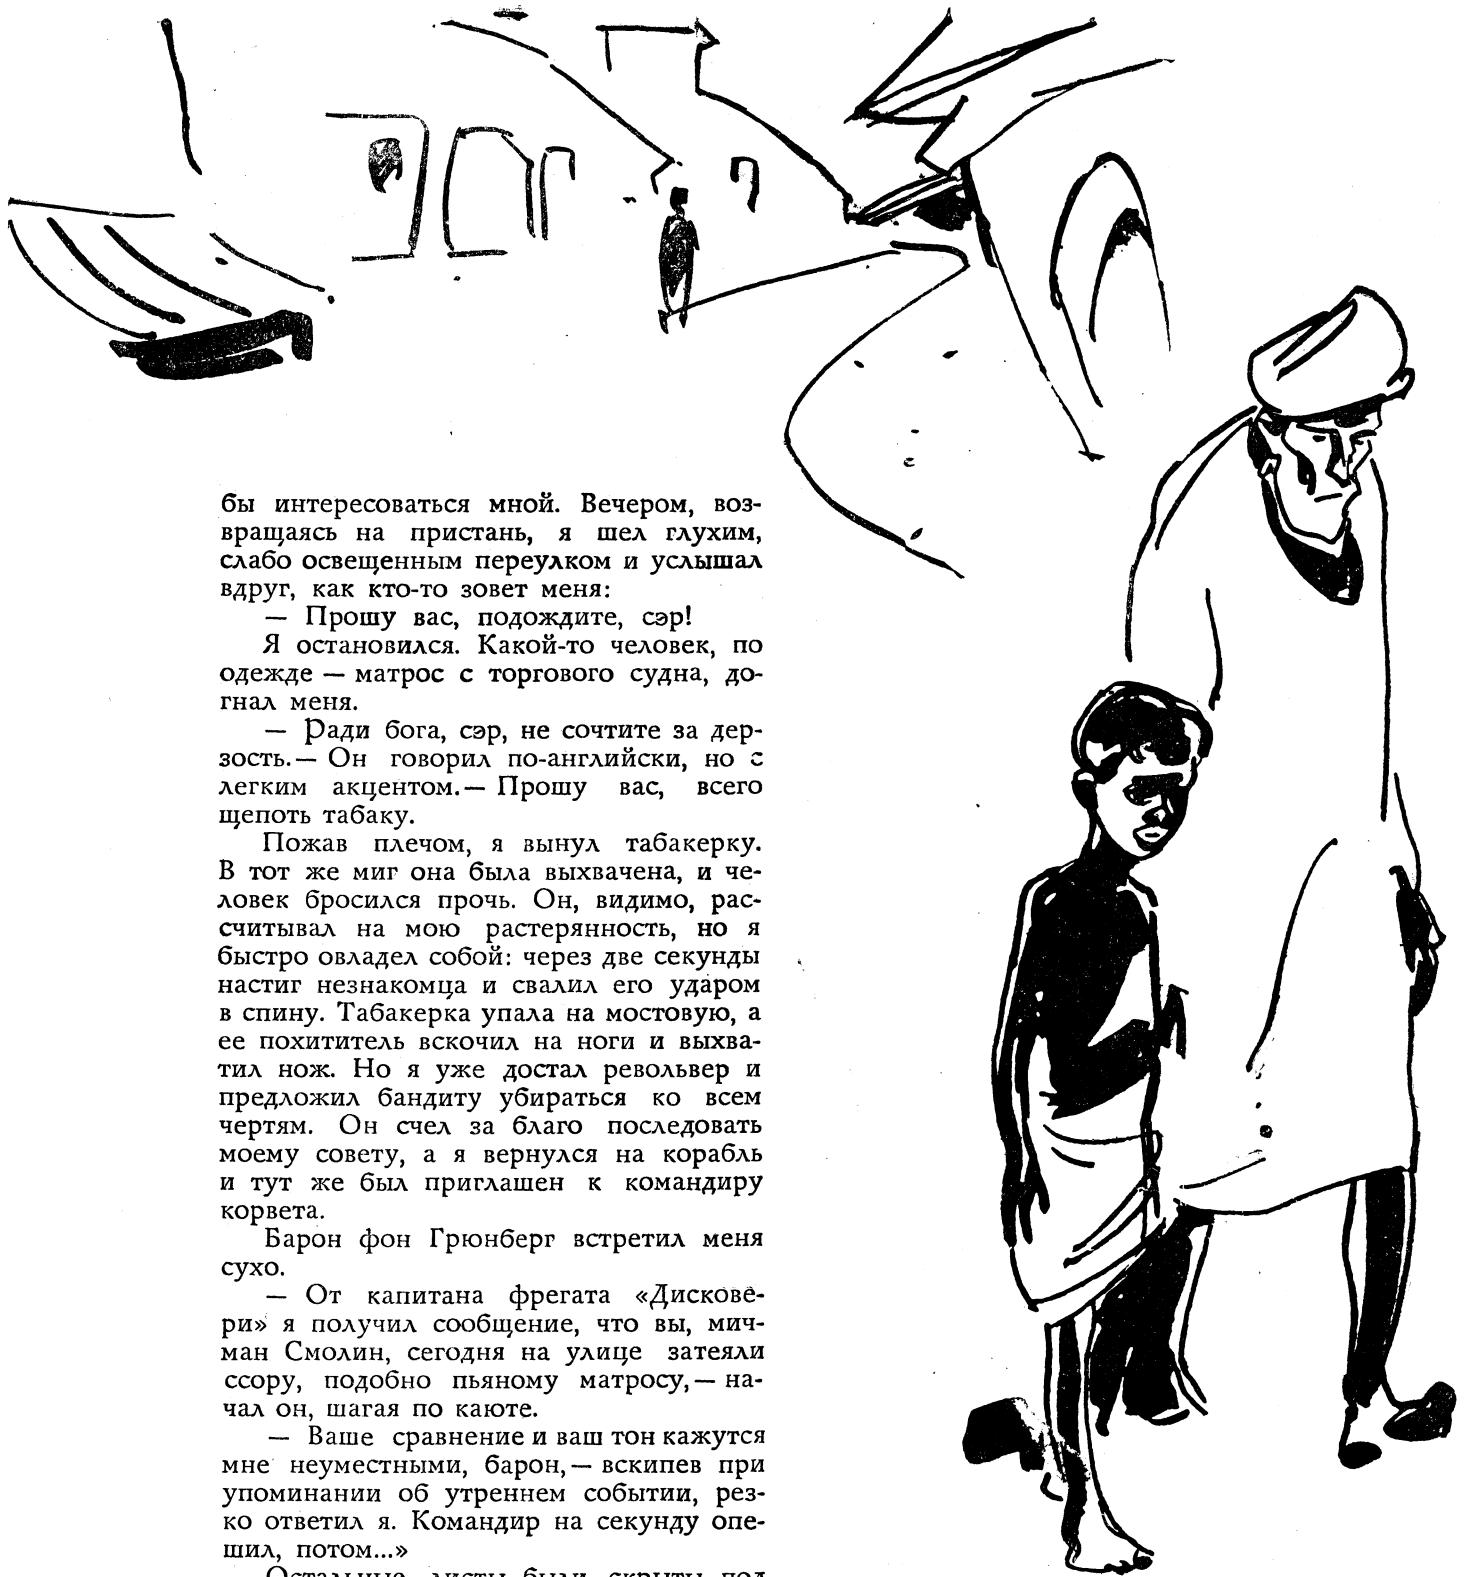 бы интересоваться мной. Вечером, воз-
вращаясь на пристань, я шел глухим,
слабо освещенным переулком и услышал
вдруг, как кто-то зовет меня:
— Прошу вас, подождите, сэр!
Я остановился. Какой-то человек, по
одежде — матрос с торгового судна, до-
гнал меня.
— Ради бога, сэр, не сочтите за дер-
зость.— Он говорил по-английски, но с
легким акцентом.— Прошу вас, всего
щепоть табаку.
Пожав плечом, я вынул табакерку.
В тот же миг она была выхвачена, и че-
ловек бросился прочь. Он, видимо, рас-
считывал на мою растерянность, но я
быстро овладел собой: через две секунды
настиг незнакомца и свалил его ударом
в спину. Табакерка упала на мостовую, а
ее похититель вскочил на ноги и выхва-
тил нож. Но я уже достал револьвер и
предложил бандиту убираться ко всем
чертям. Он счел за благо последовать
моему совету, а я вернулся на корабль
и тут же был приглашен к командиру
корвета.
Барон фон Грюнберг встретил меня
сухо.
— От капитана фрегата «Дискове-
ри» я получил сообщение, что вы, мич-
ман Смолин, сегодня на улице затеяли
ссору, подобно пьяному матросу,— на-
чал он, шагая по каюте.
— Ваше сравнение и ваш тон кажутся
мне неуместными, барон,— вскипев при
упоминании об утреннем событии, рез-
ко ответил я. Командир на секунду опе-
шил, потом...»
Остальные листы были скрыты под